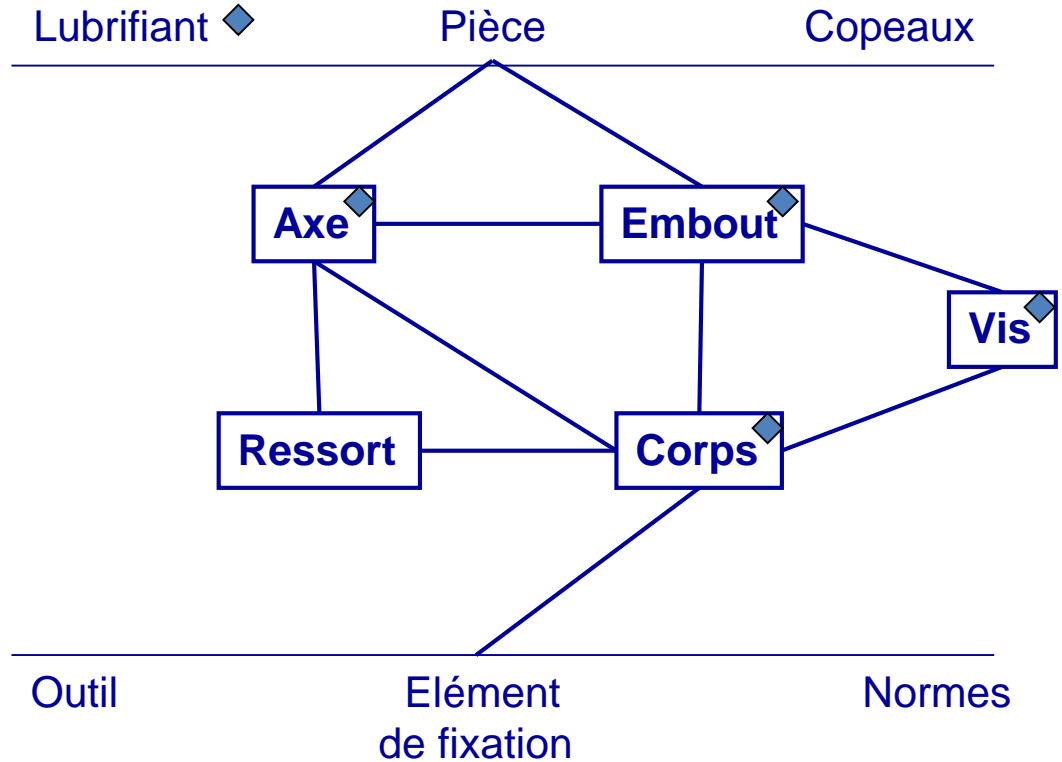 Lubrifiant
Pièce
Copeaux
Axe
Embout
Vis
Ressort
Corps
Outil
Elément
de fixation
Normes